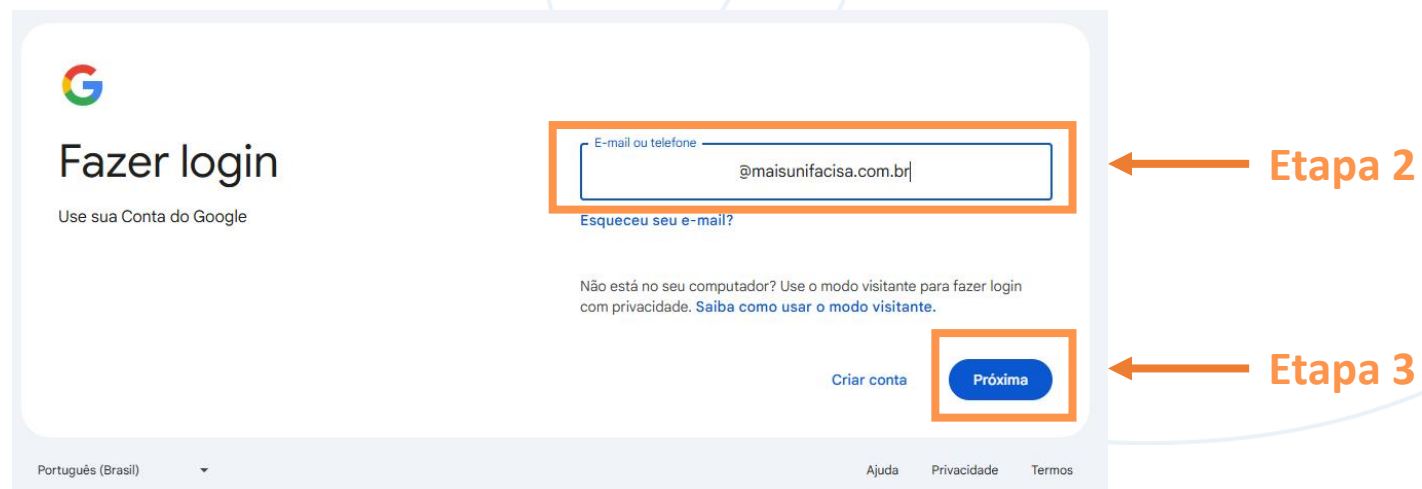 Fazer login
Use sua Conta do Google
E-mail ou telefone
@maisunifacisa.com.br
Esqueceu seu e-mail?
Não está no seu computador? Use o modo visitante para fazer login
com privacidade. Saiba como usar o modo visitante.
Criar conta
Próxima
Etapa 2
Etapa 3
Português (Brasil)
Ajuda Privacidade Termos